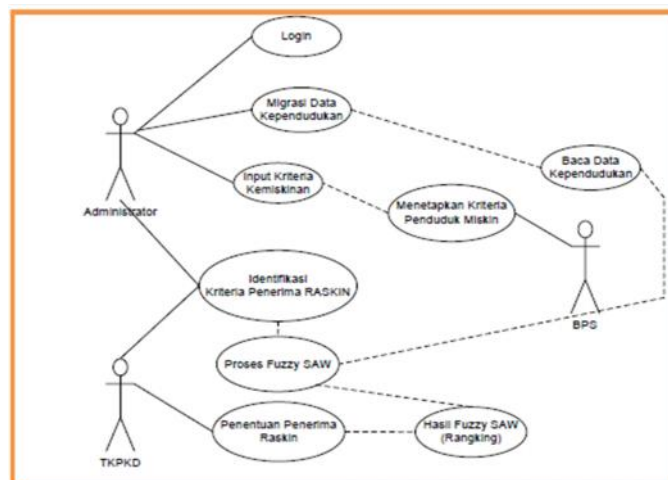 Login
Migrasi Data
Kependudukan
Baca Data
Kependudukan
Input Kriteria
Kemiskinan
Menetapkan Kriteria
Penduduk Miskin
Administrator
Identifikasi
Kriteria Penerima RASKIN
BPS
Proses Fuzzy SAW
Penentuan Penerima
Raskin
Hasil Fuzzy SAW
(Rangking)
TKPKD